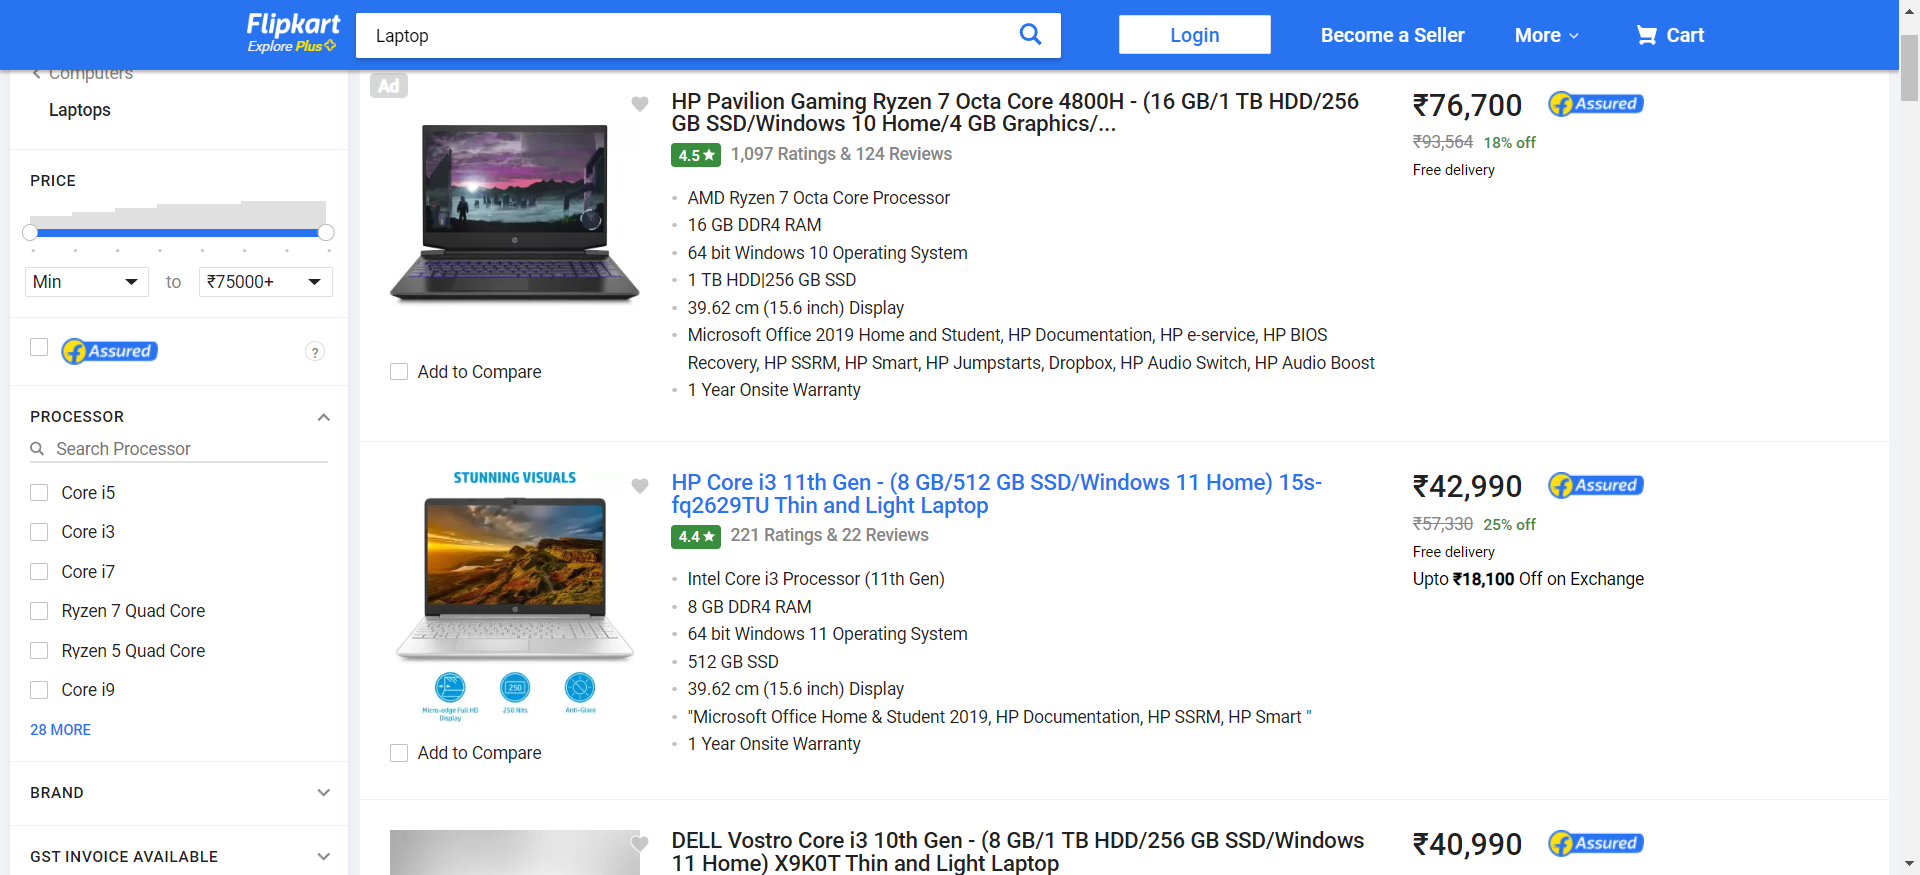 Flipkart
Explore Plus
Laptop
Login
Become a Seller
More
Cart
Computers
Laptops
PRICE
Min
to
₹75000+
Assured
?
PROCESSOR
Search Processor
Core i5
Core i3
Core i7
Ryzen 7 Quad Core
Ryzen 5 Quad Core
Core i9
28 MORE
BRAND
GST INVOICE AVAILABLE
Ad
HP Pavilion Gaming Ryzen 7 Octa Core 4800H - (16 GB/1 TB HDD/256
GB SSD/Windows 10 Home/4 GB Graphics/...
4.5★ 1,097 Ratings & 124 Reviews
AMD Ryzen 7 Octa Core Processor
16 GB DDR4 RAM
64 bit Windows 10 Operating System
1 TB HDD|256 GB SSD
39.62 cm (15.6 inch) Display
Microsoft Office 2019 Home and Student, HP Documentation, HP e-service, HP BIOS
Recovery, HP SSRM, HP Smart, HP Jumpstarts, Dropbox, HP Audio Switch, HP Audio Boost
1 Year Onsite Warranty
Add to Compare
₹76,700
Assured
₹93,564 18% off
Free delivery
STUNNING VISUALS
Micro-edge Full HD
Display
250
250 Nits
Anti-Glare
Add to Compare
HP Core i3 11th Gen - (8 GB/512 GB SSD/Windows 11 Home) 15s-
fq2629TU Thin and Light Laptop
4.4★ 221 Ratings & 22 Reviews
Intel Core i3 Processor (11th Gen)
8 GB DDR4 RAM
64 bit Windows 11 Operating System
512 GB SSD
39.62 cm (15.6 inch) Display
"Microsoft Office Home & Student 2019, HP Documentation, HP SSRM, HP Smart "
1 Year Onsite Warranty
₹42,990
Assured
₹57,330 25% off
Free delivery
Upto ₹18,100 Off on Exchange
DELL Vostro Core i3 10th Gen - (8 GB/1 TB HDD/256 GB SSD/Windows
11 Home) X9K0T Thin and Light Laptop
₹40,990
Assured